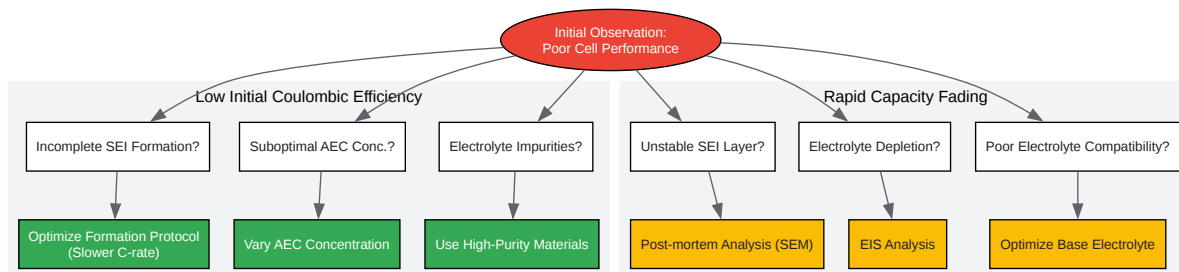 Initial Observation:
Poor Cell Performance
Low Initial Coulombic Efficiency
Rapid Capacity Fading
Incomplete SEI Formation?
Suboptimal AEC Conc.?
Electrolyte Impurities?
Unstable SEI Layer?
Electrolyte Depletion?
Poor Electrolyte Compatibility?
Optimize Formation Protocol
(Slower C-rate)
Vary AEC Concentration
Use High-Purity Materials
Post-mortem Analysis (SEM)
EIS Analysis
Optimize Base Electrolyte